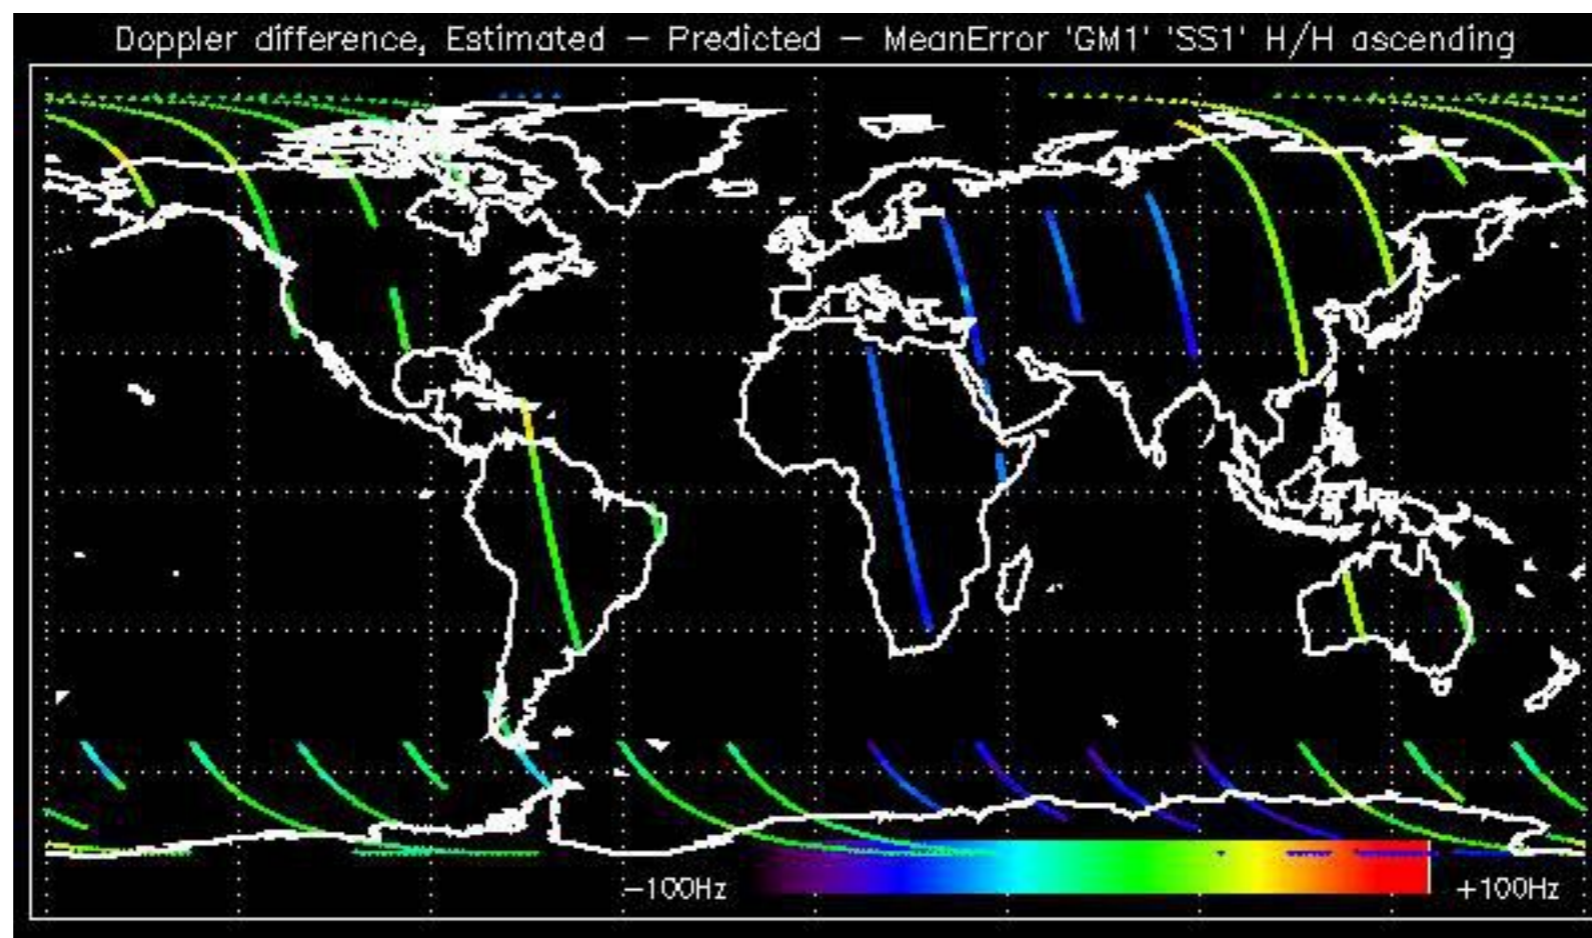 Doppler difference, Estimated – Predicted – MeanError 'GM1' 'SS1' H/H ascending
-100Hz
+100Hz